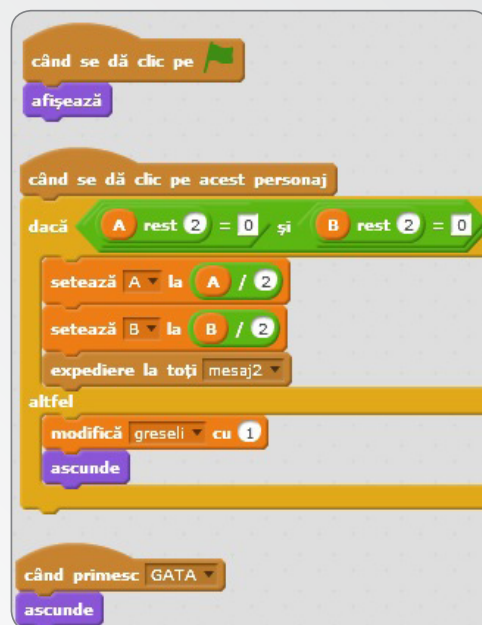 când se dă clic pe
afișează
când se dă clic pe acest personaj
dacă A rest 2 = 0 și B rest 2 = 0
setează A la A / 2
setează B la B / 2
expediere la toți mesaj2
altfel
modifică greseli cu 1
ascunde
când primesc GATA
ascunde